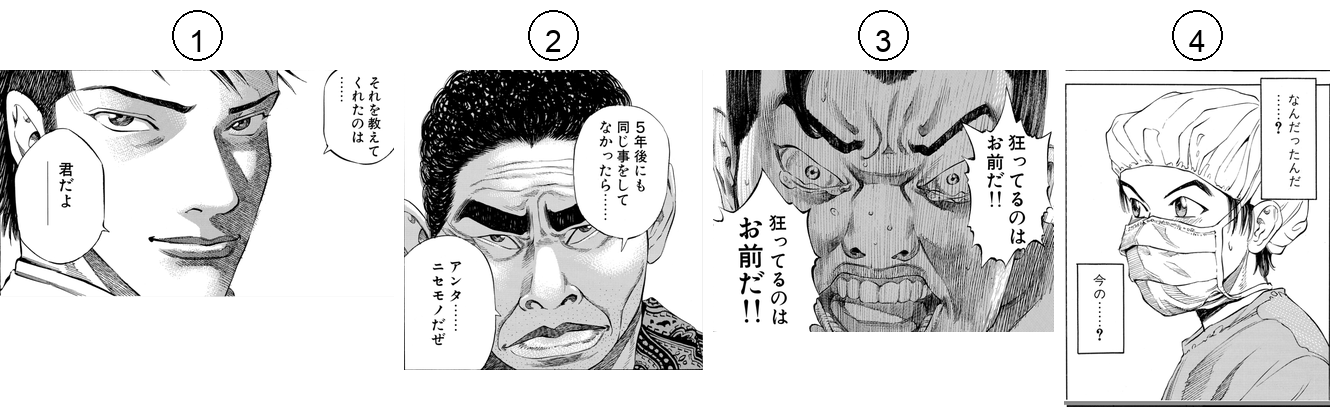 1
2
3
4
それを教えて
くれたのは
……
君だよ
――
5年後にも
同じ事をして
なかったら……
アンタ……
ニセモノだぜ
狂ってるのは
お前だ!!
狂ってるのは
お前だ!!
なんだったんだ
……?
今の……?